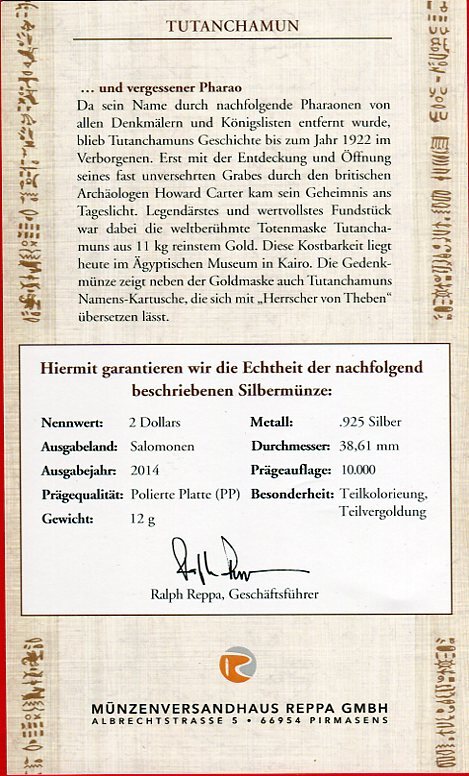 TUTANCHAMUN
… und vergessener Pharao
Da sein Name durch nachfolgende Pharaonen von
allen Denkmälern und Königslisten entfernt wurde,
blieb Tutanchamuns Geschichte bis zum Jahr 1922 im
Verborgenen. Erst mit der Entdeckung und Öffnung
seines fast unversehrten Grabes durch den britischen
Archäologen Howard Carter kam sein Geheimnis ans
Tageslicht. Legendärstes und wertvollstes Fundstück
war dabei die weltberühmte Totenmaske Tutancha-
muns aus 11 kg reinstem Gold. Diese Kostbarkeit liegt
heute im Ägyptischen Museum in Kairo. Die Gedenk-
münze zeigt neben der Goldmaske auch Tutanchamuns
Namens-Kartusche, die sich mit „Herrscher von Theben“
übersetzen lässt.
Hiermit garantieren wir die Echtheit der nachfolgend
beschriebenen Silbermünze:
Nennwert: 2 Dollars Metall: .925 Silber
Ausgabeland: Salomonen Durchmesser: 38,61 mm
Ausgabejahr: 2014 Prägeauflage: 10.000
Prägequalität: Polierte Platte (PP) Besonderheit: Teilkolorieung,
Gewicht: 12 g Teilvergoldung
Ralph Reppa, Geschäftsführer
MÜNZENVERSANDHAUS REPPA GMBH
ALBRECHTSTRASSE 5 • 66954 PIRMASENS